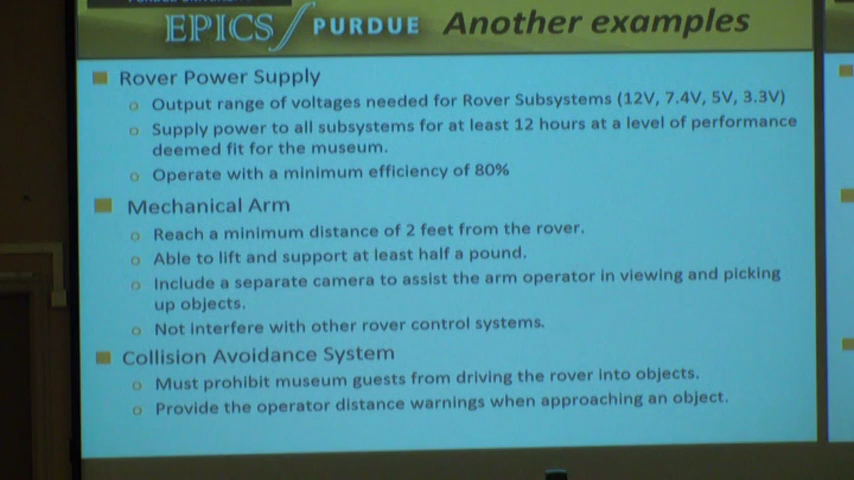 EPICS PURDUE Another examples
Rover Power Supply
Output range of voltages needed for Rover Subsystems (12V, 7.4V, 5V, 3.3V)
Supply power to all subsystems for at least 12 hours at a level of performance
deemed fit for the museum.
Operate with a minimum efficiency of 80%
Mechanical Arm
Reach a minimum distance of 2 feet from the rover.
Able to lift and support at least half a pound.
Include a separate camera to assist the arm operator in viewing and picking
up objects.
Not interfere with other rover control systems.
Collision Avoidance System
Must prohibit museum guests from driving the rover into objects.
Provide the operator distance warnings when approaching an object.